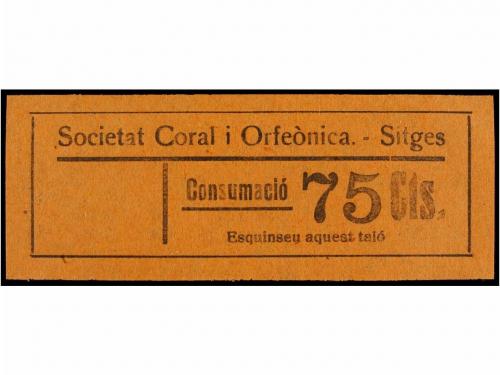 Societat Coral i Orfeònica. - Sitges
Consumació 75 Cts.
Esquinseu aquest taló